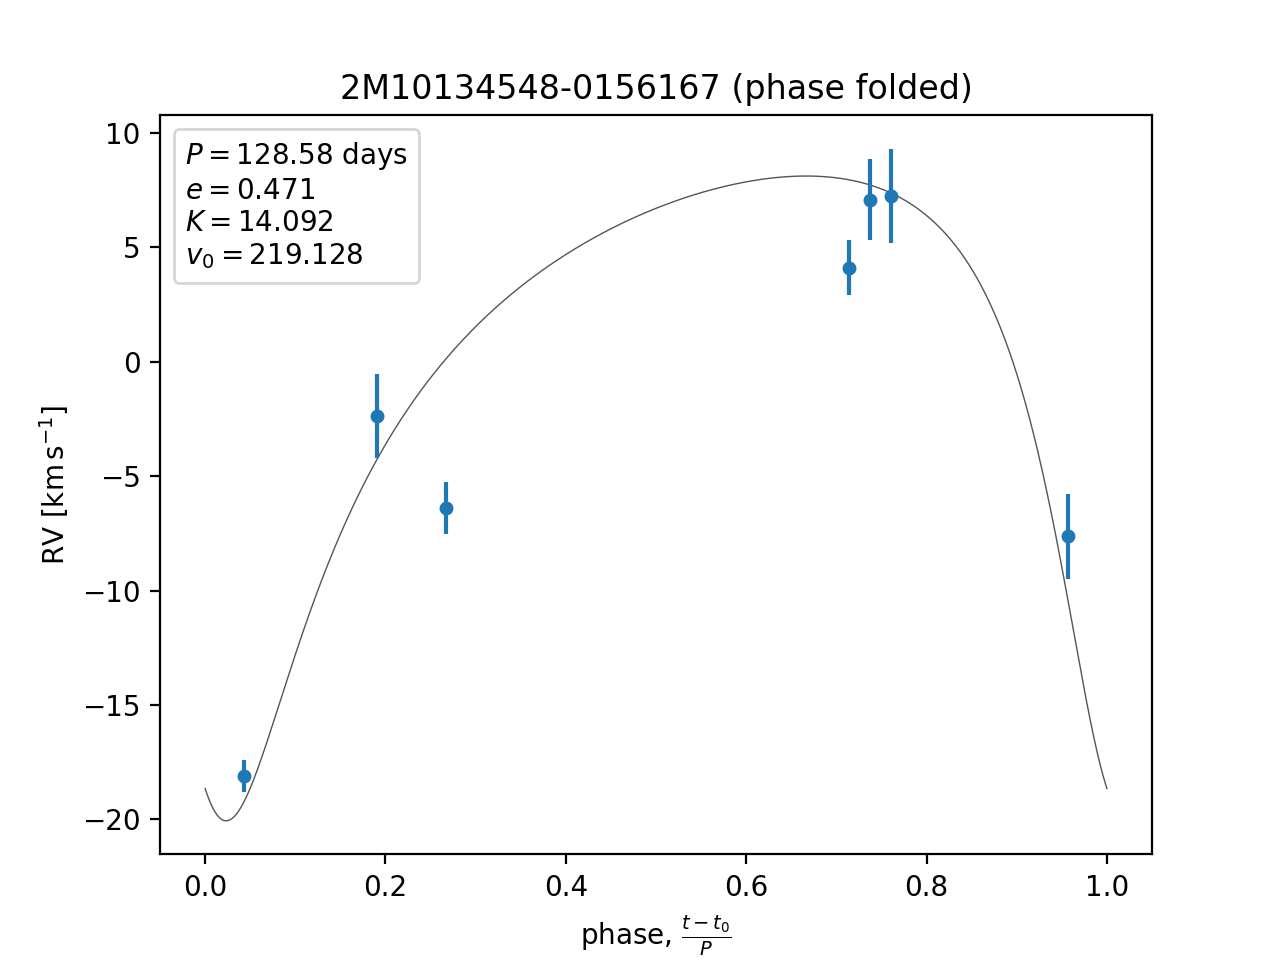 2M10134548-0156167 (phase folded)
P = 128.58 days
e = 0.471
K = 14.092
v₀ = 219.128
10
5
0
−5
−10
−15
−20
RV [km s⁻¹]
0.0 0.2 0.4 0.6 0.8 1.0
phase, (t − t₀)/P